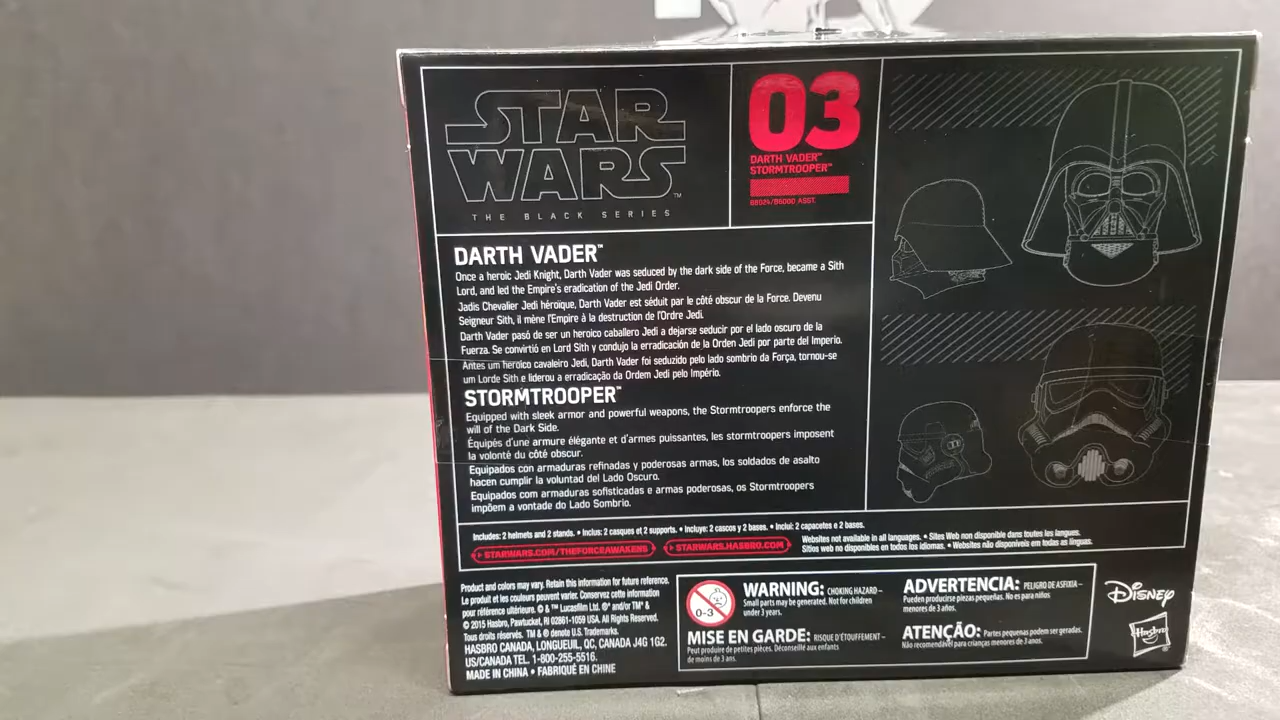 STAR
WARS™
THE BLACK SERIES
03
DARTH VADER™
STORMTROOPER™
B8924/B6000 ASST.
DARTH VADER™
Once a heroic Jedi Knight, Darth Vader was seduced by the dark side of the Force, became a Sith
Lord, and led the Empire's eradication of the Jedi Order.
Jadis Chevalier Jedi héroïque, Darth Vader est séduit par le côté obscur de la Force. Devenu
Seigneur Sith, il mène l'Empire à la destruction de l'Ordre Jedi.
Darth Vader pasó de ser un heroico caballero Jedi a dejarse seducir por el lado oscuro de la
Fuerza. Se convirtió en Lord Sith y condujo la erradicación de la Orden Jedi por parte del Imperio.
Antes um heroico cavaleiro Jedi, Darth Vader foi seduzido pelo lado sombrio da Força, tornou-se
um Lorde Sith e liderou a erradicação da Ordem Jedi pelo Império.
STORMTROOPER™
Equipped with sleek armor and powerful weapons, the Stormtroopers enforce the
will of the Dark Side.
Équipés d'une armure élégante et d'armes puissantes, les stormtroopers imposent
la volonté du côté obscur.
Equipados con armaduras refinadas y poderosas armas, los soldados de asalto
hacen cumplir la voluntad del Lado Oscuro.
Equipados com armaduras sofisticadas e armas poderosas, os Stormtroopers
impõem a vontade do Lado Sombrio.
Includes: 2 helmets and 2 stands. • Inclus: 2 casques et 2 supports. • Incluye: 2 cascos y 2 bases. • Inclui: 2 capacetes e 2 bases.
STARWARS.COM/THEFORCEAWAKENS STARWARS.HASBRO.COM
Websites not available in all languages. • Sites Web non disponible dans toutes les langues.
Sitios web no disponibles en todos los idiomas. • Websites não disponíveis em todas as línguas.
Product and colors may vary. Retain this information for future reference.
Le produit et les couleurs peuvent varier. Conservez cette information
pour référence ultérieure. © & ™ Lucasfilm Ltd. ®* and/or TM* &
© 2015 Hasbro, Pawtucket, RI 02861-1059 USA. All Rights Reserved.
Tous droits réservés. TM & ® denote U.S. Trademarks.
HASBRO CANADA, LONGUEUIL, QC, CANADA J4G 1G2.
US/CANADA TEL. 1-800-255-5516.
MADE IN CHINA • FABRIQUÉ EN CHINE
0-3
WARNING: CHOKING HAZARD–
Small parts may be generated. Not for children
under 3 years.
MISE EN GARDE: RISQUE D'ÉTOUFFEMENT–
Peut produire de petites pièces. Déconseillé aux enfants
de moins de 3 ans.
ADVERTENCIA: PELIGRO DE ASFIXIA–
Pueden producirse piezas pequeñas. No es para niños
menores de 3 años.
ATENÇÃO: Partes pequenas podem ser geradas.
Não recomendável para crianças menores de 3 anos.
DISNEY
Hasbro